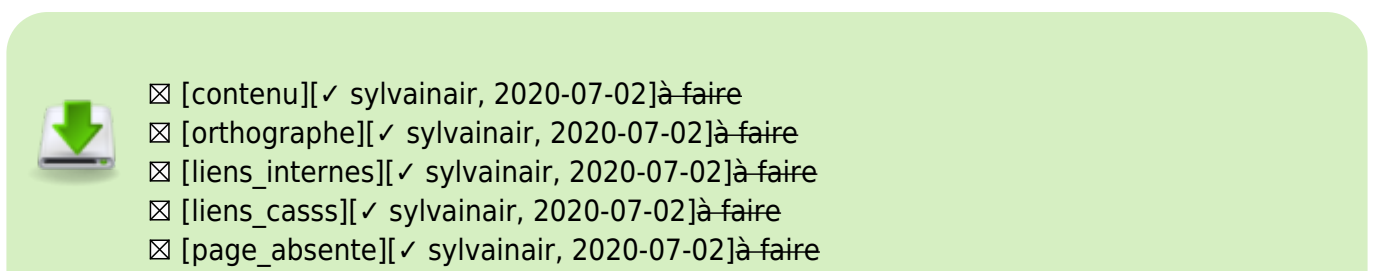 ☒ [contenu][✓ sylvainair, 2020-07-02]à faire
☒ [orthographe][✓ sylvainair, 2020-07-02]à faire
☒ [liens_internes][✓ sylvainair, 2020-07-02]à faire
☒ [liens_casss][✓ sylvainair, 2020-07-02]à faire
☒ [page_absente][✓ sylvainair, 2020-07-02]à faire